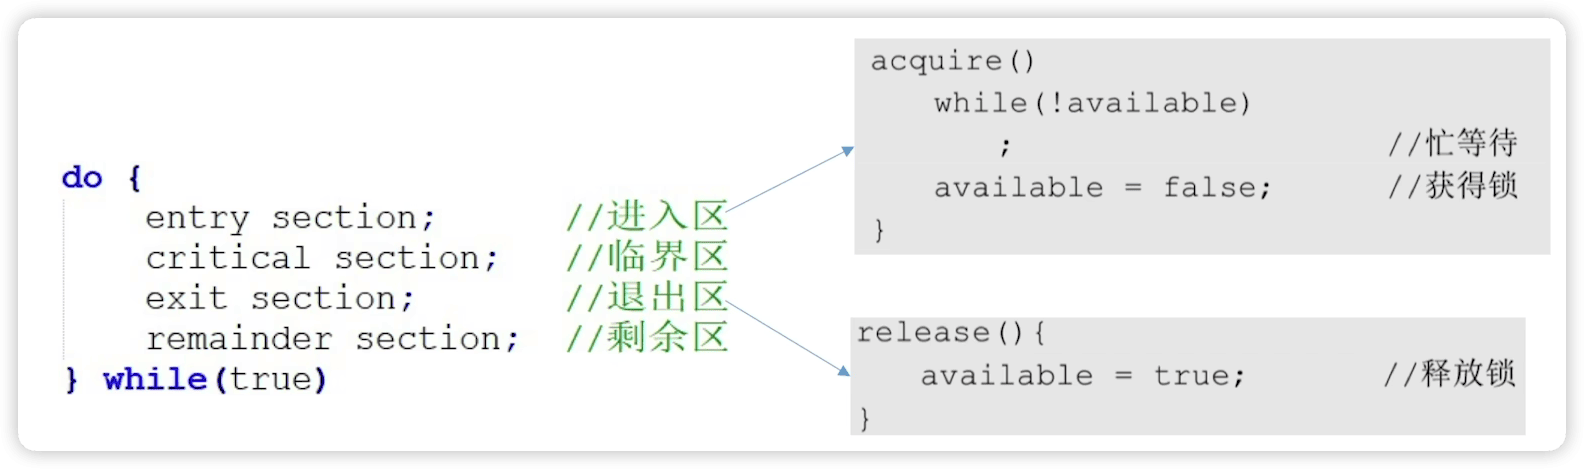 do {
entry section; //进入区
critical section; //临界区
exit section; //退出区
remainder section; //剩余区
} while(true)
acquire()
while(!available)
; //忙等待
available = false; //获得锁
}
release(){
available = true; //释放锁
}